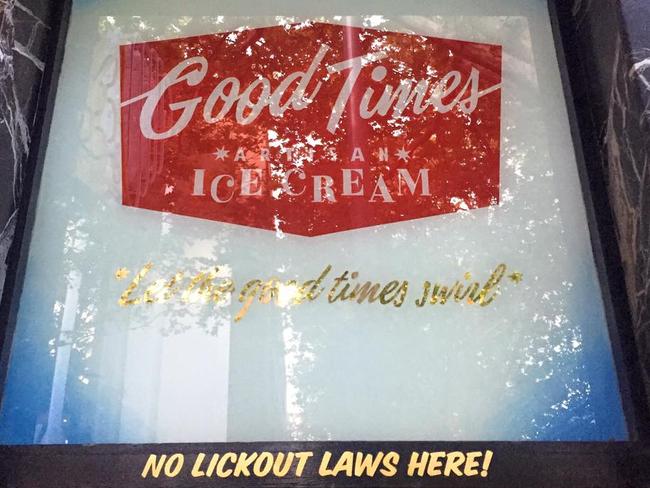 Good Times
*ARTISAN*
ICE CREAM
*Let the good times swirl*
NO LICKOUT LAWS HERE!